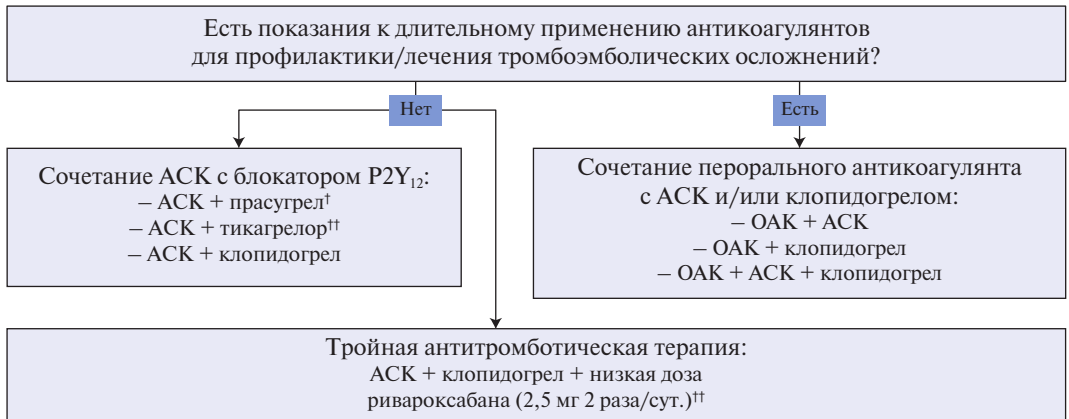 Есть показания к длительному применению антикоагулянтов
для профилактики/лечения тромбоэмболических осложнений?
Нет
Есть
Сочетание АСК с блокатором P2Y₁₂:
– АСК + прасугрел†
– АСК + тикагрелор††
– АСК + клопидогрел
Сочетание перорального антикоагулянта
с АСК и/или клопидогрелом:
– ОАК + АСК
– ОАК + клопидогрел
– ОАК + АСК + клопидогрел
Тройная антитромботическая терапия:
АСК + клопидогрел + низкая доза
ривароксабана (2,5 мг 2 раза/сут.)††